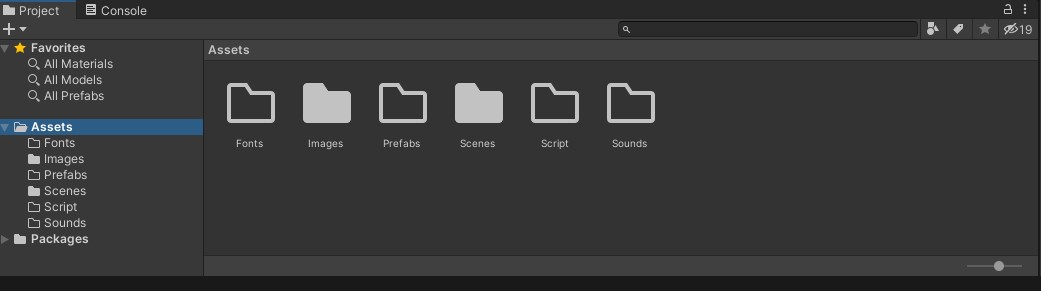 Project
Console
19
Favorites
All Materials
All Models
All Prefabs
Assets
Fonts
Images
Prefabs
Scenes
Script
Sounds
Packages
Assets
Fonts
Images
Prefabs
Scenes
Script
Sounds